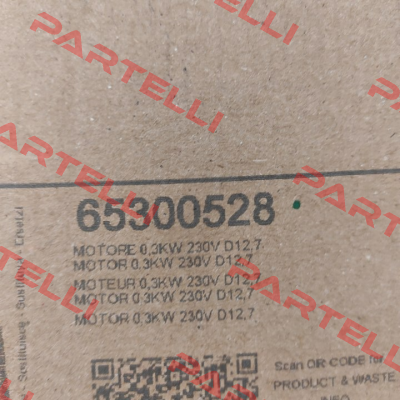 PARTELLI
65300528
MOTORE 0,3KW 230V D12,7
MOTOR 0,3KW 230V D12,7
MOTEUR 0,3KW 230V D12,7
MOTOR 0,3KW 230V D12,7
MOTOR 0,3KW 230V D12,7
Scan QR-CODE for
PRODUCT & WASTE
INFO
PARTELLI
PARTELLI
PARTELLI